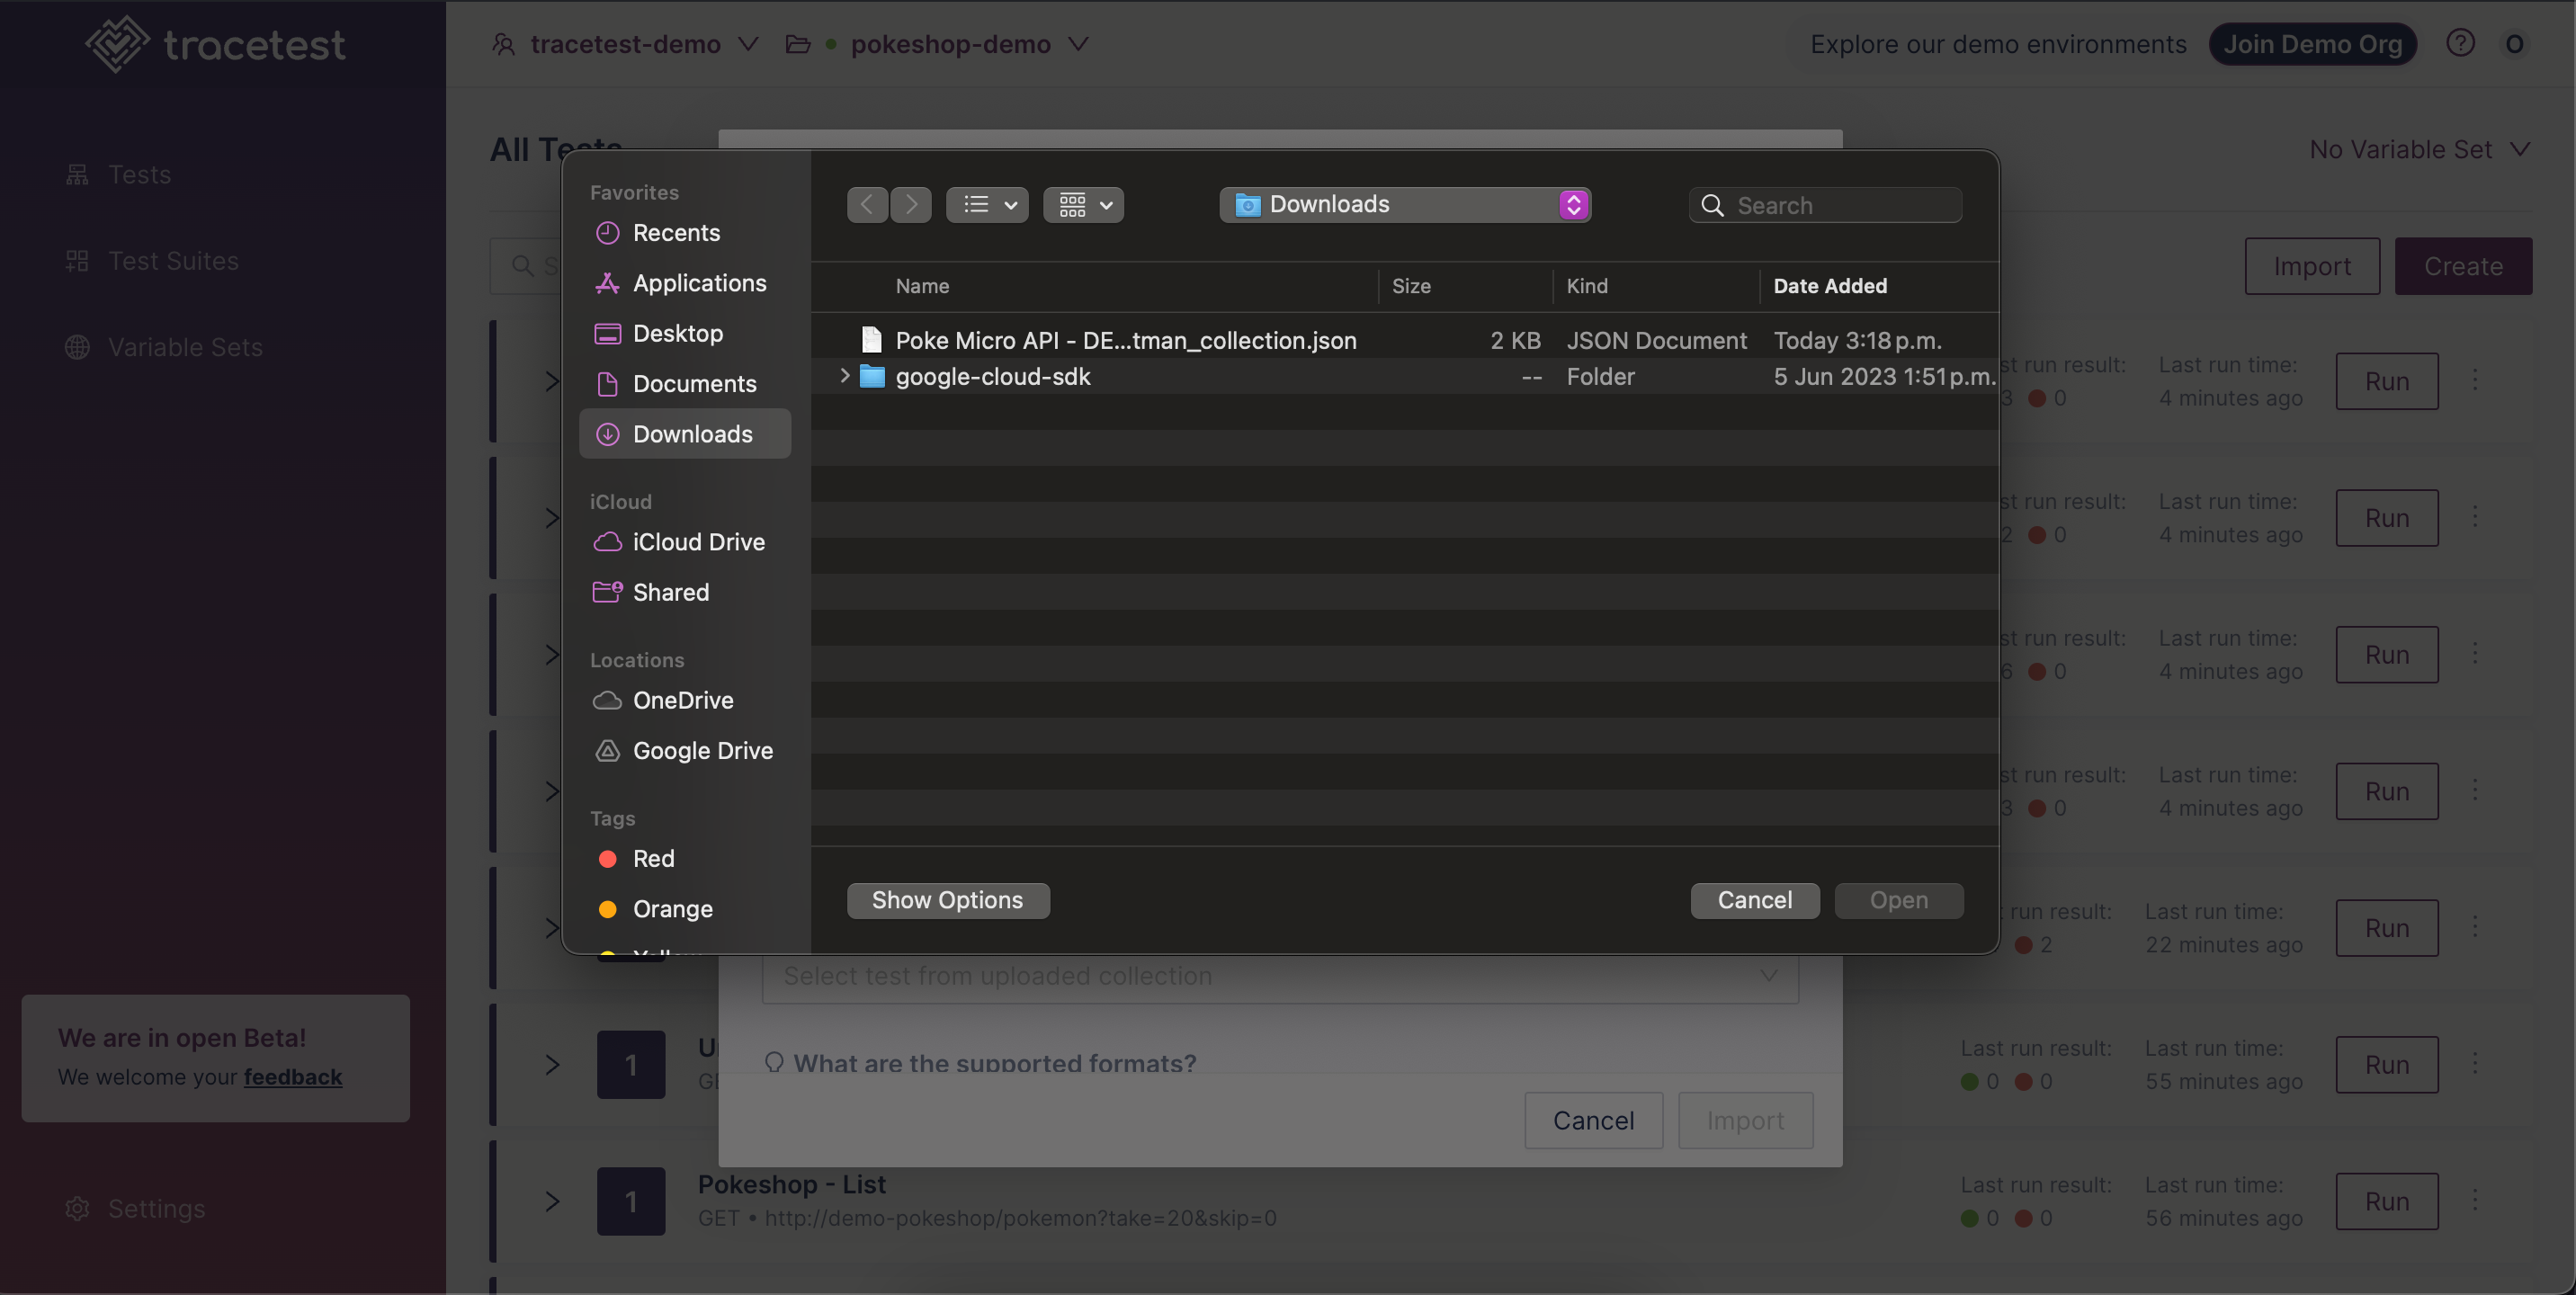 tracetest
tracetest-demo
pokeshop-demo
Explore our demo environments
Join Demo Org
O
Tests
Test Suites
Variable Sets
We are in open Beta!
We welcome your feedback
Settings
All Tests
No Variable Set
Import
Create
Favorites
Recents
Applications
Desktop
Documents
Downloads
iCloud
iCloud Drive
Shared
Locations
OneDrive
Google Drive
Tags
Red
Orange
Yellow
Downloads
Search
Name Size Kind Date Added
Poke Micro API - DE...tman_collection.json 2 KB JSON Document Today 3:18 p.m.
google-cloud-sdk -- Folder 5 Jun 2023 1:51 p.m.
Show Options
Cancel
Open
st run result: Last run time:
3 0 4 minutes ago
Run
st run result: Last run time:
2 0 4 minutes ago
Run
st run result: Last run time:
6 0 4 minutes ago
Run
st run result: Last run time:
3 0 4 minutes ago
Run
run result: Last run time:
2 22 minutes ago
Run
Select test from uploaded collection
What are the supported formats?
Cancel
Import
1
Last run result: Last run time:
0 0 55 minutes ago
Run
1
Pokeshop - List
GET • http://demo-pokeshop/pokemon?take=20&skip=0
Last run result: Last run time:
0 0 56 minutes ago
Run